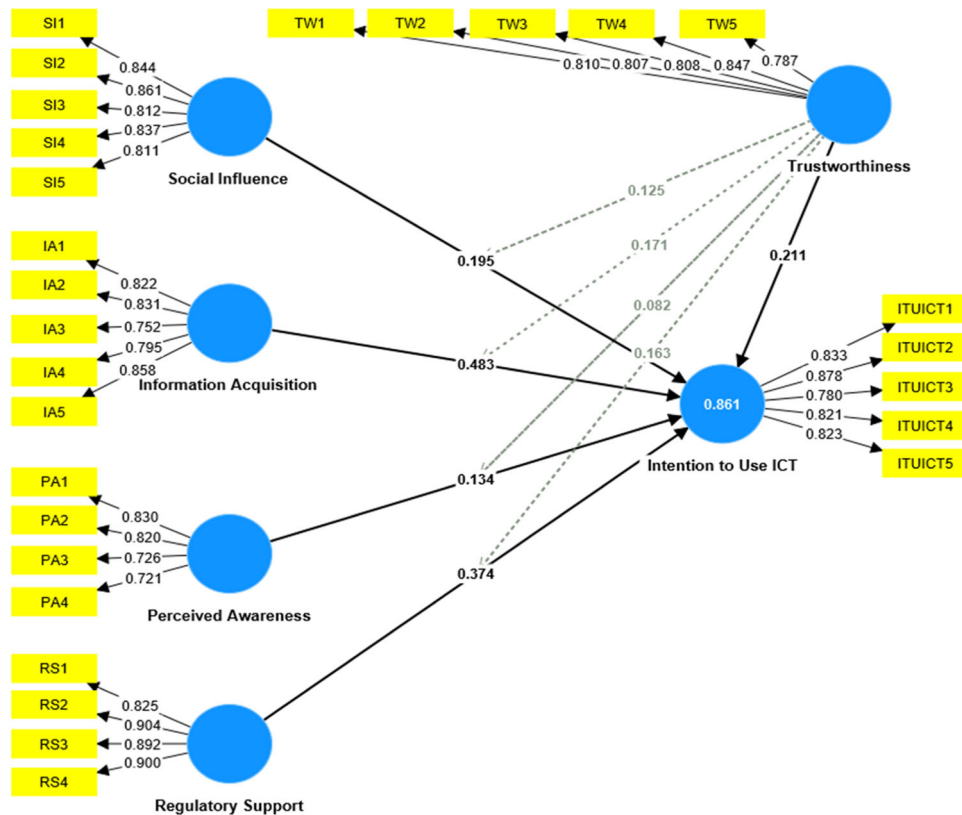 SI1
SI2
SI3
SI4
SI5
0.844
0.861
0.812
0.837
0.811
Social Influence
TW1
TW2
TW3
TW4
TW5
0.810
0.807
0.808
0.847
0.787
Trustworthiness
IA1
IA2
IA3
IA4
IA5
0.822
0.831
0.752
0.795
0.858
Information Acquisition
0.125
0.171
0.082
0.163
0.195
0.483
0.134
0.374
0.211
0.861
Intention to Use ICT
ITUICT1
ITUICT2
ITUICT3
ITUICT4
ITUICT5
0.833
0.878
0.780
0.821
0.823
PA1
PA2
PA3
PA4
0.830
0.820
0.726
0.721
Perceived Awareness
RS1
RS2
RS3
RS4
0.825
0.904
0.892
0.900
Regulatory Support